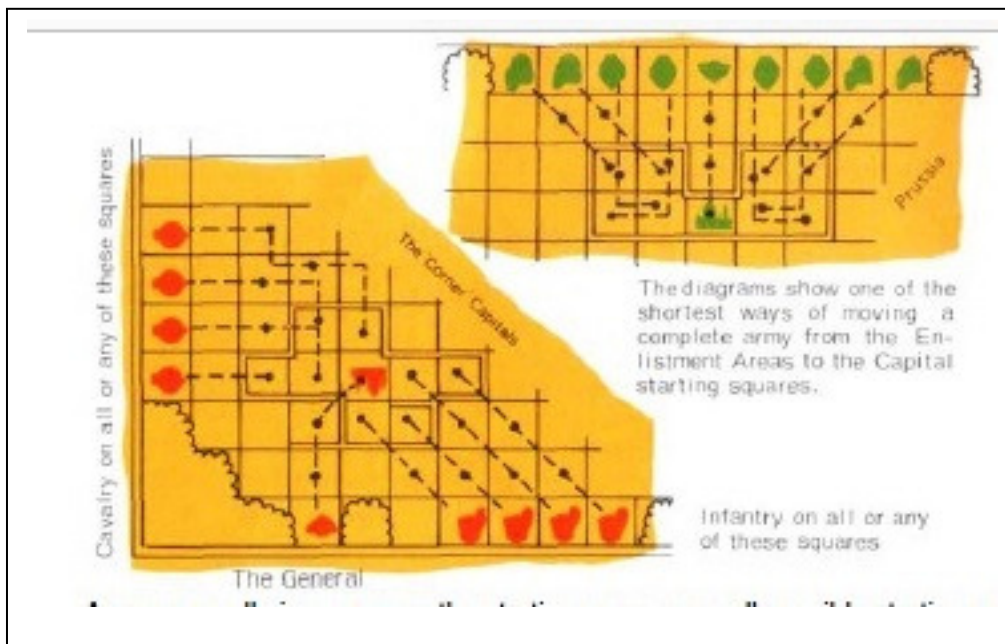 Cavalry on all or any of these squares
The Corner Capitals
Prussia
The diagrams show one of the
shortest ways of moving a
complete army from the En-
listment Areas to the Capital
starting squares.
Infantry on all or any
of these squares
The General